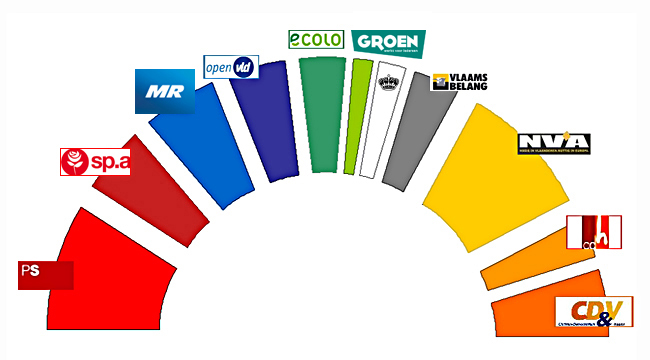 PS
sp.a
MR
open vld
ecolo
GROEN
VLAAMS
BELANG
N-VA
cdh
CD&V